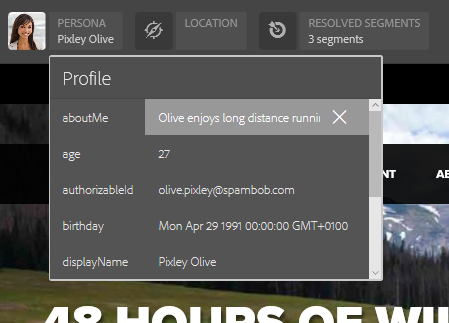 PERSONA
Pixley Olive
LOCATION
RESOLVED SEGMENTS
3 segments
Profile
aboutMe Olive enjoys long distance runni
age 27
authorizableId olive.pixley@spambob.com
birthday Mon Apr 29 1991 00:00:00 GMT+0100
displayName Pixley Olive
NT AB
48 HOURS OF WI